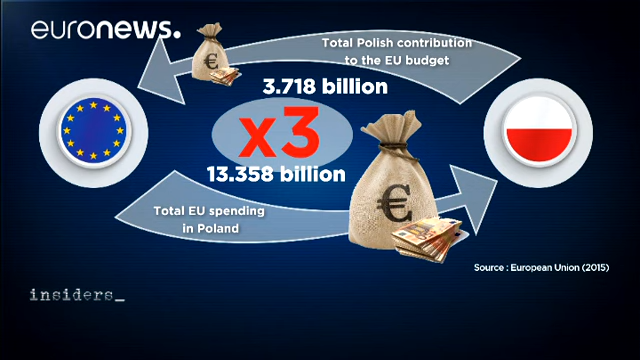 euronews.
Total Polish contribution
to the EU budget
€
3.718 billion
x3
13.358 billion
€
Total EU spending
in Poland
Source : European Union (2015)
insiders_